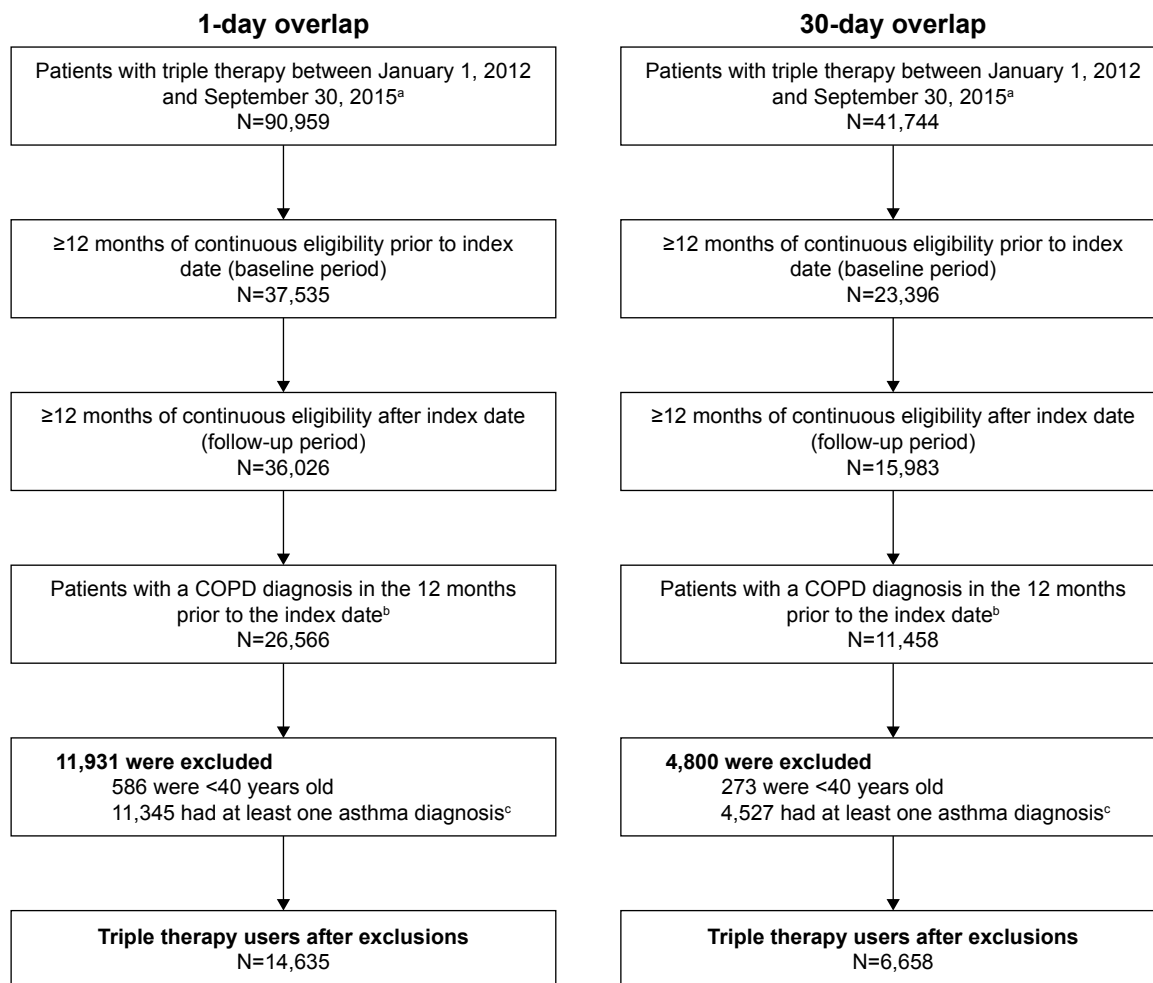 1-day overlap
Patients with triple therapy between January 1, 2012
and September 30, 2015ᵃ
N=90,959
≥12 months of continuous eligibility prior to index
date (baseline period)
N=37,535
≥12 months of continuous eligibility after index date
(follow-up period)
N=36,026
Patients with a COPD diagnosis in the 12 months
prior to the index dateᵇ
N=26,566
11,931 were excluded
586 were <40 years old
11,345 had at least one asthma diagnosisᶜ
Triple therapy users after exclusions
N=14,635
30-day overlap
Patients with triple therapy between January 1, 2012
and September 30, 2015ᵃ
N=41,744
≥12 months of continuous eligibility prior to index
date (baseline period)
N=23,396
≥12 months of continuous eligibility after index date
(follow-up period)
N=15,983
Patients with a COPD diagnosis in the 12 months
prior to the index dateᵇ
N=11,458
4,800 were excluded
273 were <40 years old
4,527 had at least one asthma diagnosisᶜ
Triple therapy users after exclusions
N=6,658